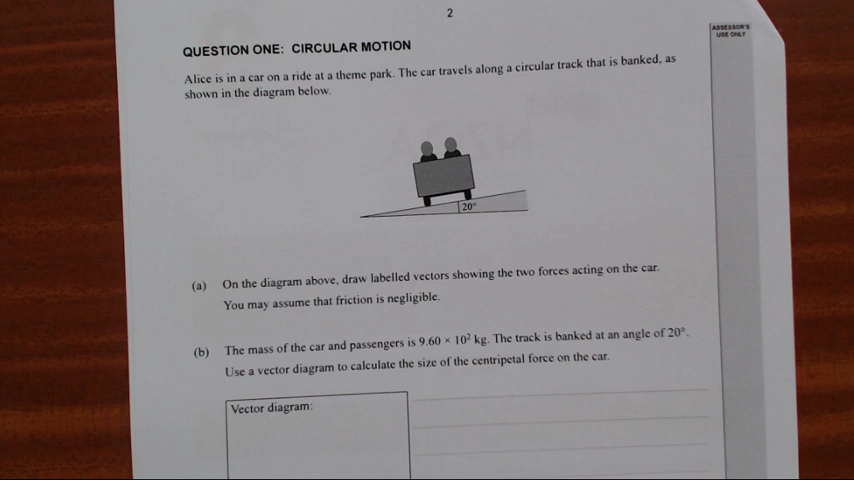 2
ASSESSOR'S
USE ONLY
QUESTION ONE: CIRCULAR MOTION
Alice is in a car on a ride at a theme park. The car travels along a circular track that is banked, as
shown in the diagram below.
20°
(a) On the diagram above, draw labelled vectors showing the two forces acting on the car.
You may assume that friction is negligible.
(b) The mass of the car and passengers is 9.60 × 10² kg. The track is banked at an angle of 20°.
Use a vector diagram to calculate the size of the centripetal force on the car.
Vector diagram: